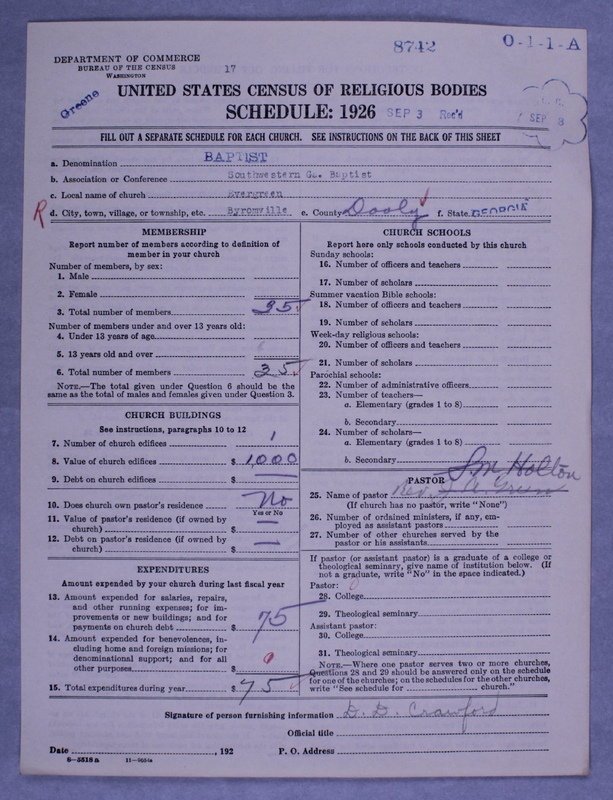 8742
O-1-1-A
DEPARTMENT OF COMMERCE
BUREAU OF THE CENSUS
WASHINGTON
17
Greene
UNITED STATES CENSUS OF RELIGIOUS BODIES
SCHEDULE: 1926 SEP 3 Rec'd
SEP 3
FILL OUT A SEPARATE SCHEDULE FOR EACH CHURCH. SEE INSTRUCTIONS ON THE BACK OF THIS SHEET
a. Denomination BAPTIST
b. Association or Conference Southwestern Ga. Baptist
c. Local name of church Evergreen
R d. City, town, village, or township, etc. Byromville e. County Dooly f. State GEORGIA
MEMBERSHIP
Report number of members according to definition of
member in your church
Number of members, by sex:
1. Male
2. Female
3. Total number of members 35
Number of members under and over 13 years old:
4. Under 13 years of age
5. 13 years old and over
6. Total number of members 35
NOTE.—The total given under Question 6 should be the
same as the total of males and females given under Question 3.
CHURCH BUILDINGS
See instructions, paragraphs 10 to 12
7. Number of church edifices 1
8. Value of church edifices $ 1,000
9. Debt on church edifices $ —
10. Does church own pastor's residence No
Yes or No
11. Value of pastor's residence (if owned by
church) $ —
12. Debt on pastor's residence (if owned by
church) $ —
EXPENDITURES
Amount expended by your church during last fiscal year
13. Amount expended for salaries, repairs,
and other running expenses; for im-
provements or new buildings; and for
payments on church debt $ 75
14. Amount expended for benevolences, in-
cluding home and foreign missions; for
denominational support; and for all
other purposes $ 0
15. Total expenditures during year $ 75
CHURCH SCHOOLS
Report here only schools conducted by this church
Sunday schools:
16. Number of officers and teachers
17. Number of scholars
Summer vacation Bible schools:
18. Number of officers and teachers
19. Number of scholars
Week-day religious schools:
20. Number of officers and teachers
21. Number of scholars
Parochial schools:
22. Number of administrative officers
23. Number of teachers—
a. Elementary (grades 1 to 8)
b. Secondary
24. Number of scholars—
a. Elementary (grades 1 to 8)
b. Secondary
S.M. Holton
PASTOR
25. Name of pastor Rev.
(If church has no pastor, write "None")
26. Number of ordained ministers, if any, em-
ployed as assistant pastors
27. Number of other churches served by the
pastor or his assistants
If pastor (or assistant pastor) is a graduate of a college or
theological seminary, give name of institution below. (If
not a graduate, write "No" in the space indicated.)
Pastor: 0
28. College
29. Theological seminary
Assistant pastor:
30. College
31. Theological seminary
NOTE.—Where one pastor serves two or more churches,
Questions 28 and 29 should be answered only on the schedule
for one of the churches; on the schedules for the other churches,
write "See schedule for church."
Signature of person furnishing information D. D. Crawford
Official title
Date , 192 P. O. Address
8-5518a 11-9554a